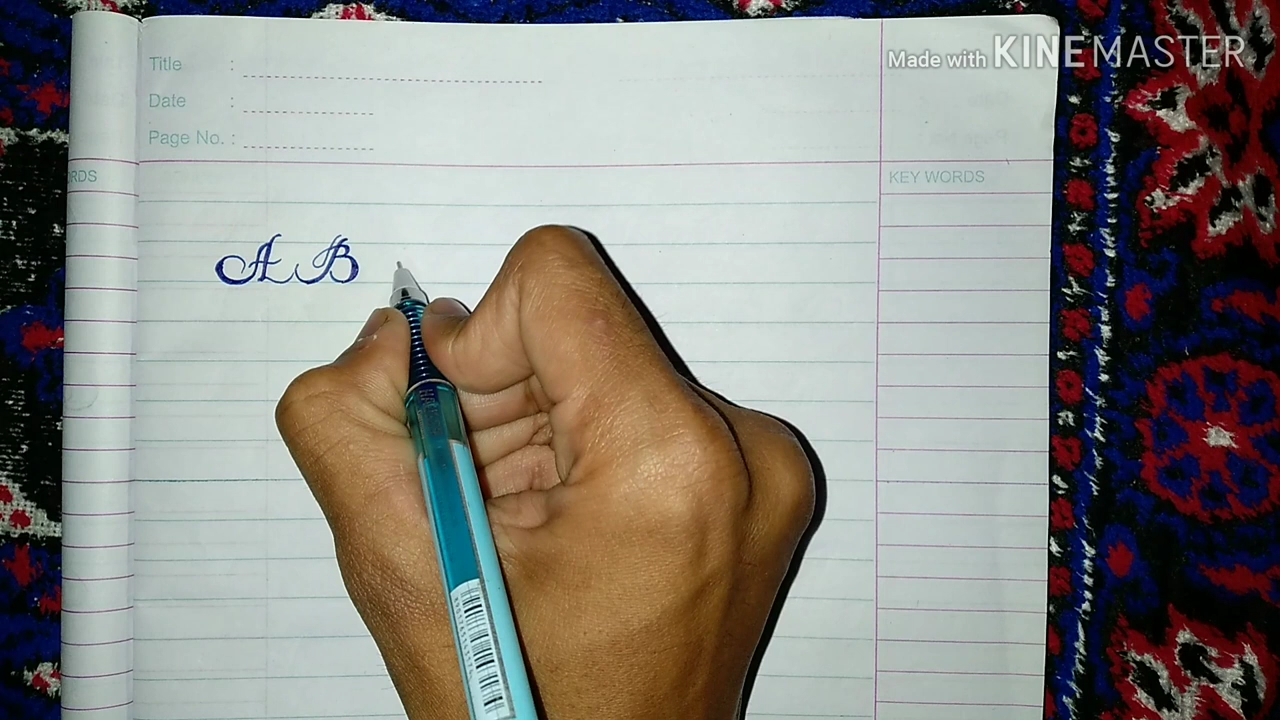 Made with KINEMASTER
Title :
Date :
Page No. :
RDS
KEY WORDS
A B